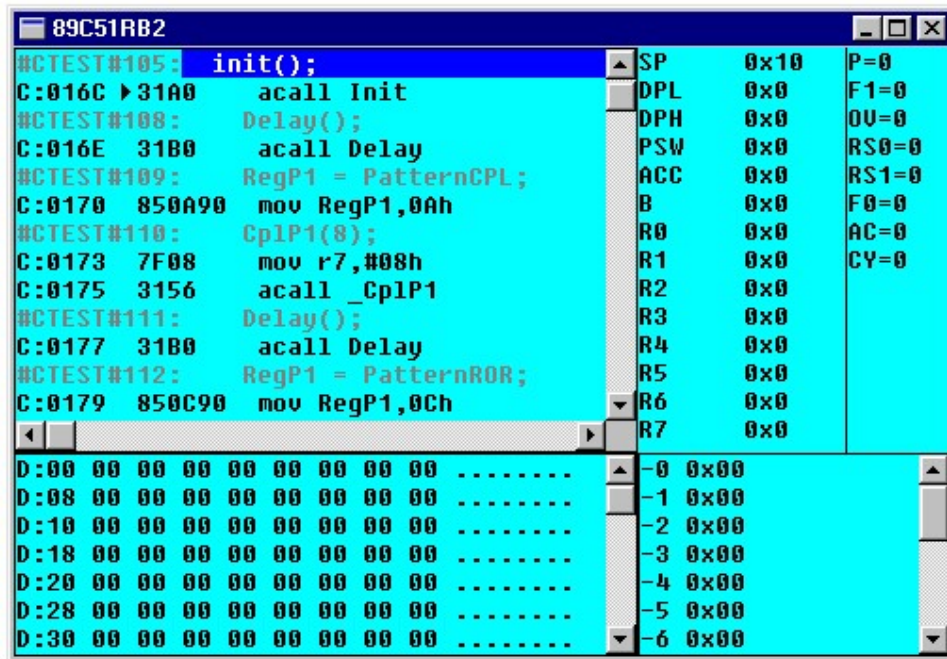 89C51RB2
#CTEST#105:  init();
C:016C 31A0 acall Init
#CTEST#108: Delay();
C:016E 31B0 acall Delay
#CTEST#109: RegP1 = PatternCPL;
C:0170 850A90 mov RegP1,0Ah
#CTEST#110: CplP1(8);
C:0173 7F08 mov r7,#08h
C:0175 3156 acall _CplP1
#CTEST#111: Delay();
C:0177 31B0 acall Delay
#CTEST#112: RegP1 = PatternROR;
C:0179 850C90 mov RegP1,0Ch
SP 0x10
DPL 0x0
DPH 0x0
PSW 0x0
ACC 0x0
B 0x0
R0 0x0
R1 0x0
R2 0x0
R3 0x0
R4 0x0
R5 0x0
R6 0x0
R7 0x0
P=0
F1=0
OV=0
RS0=0
RS1=0
F0=0
AC=0
CY=0
D:00 00 00 00 00 00 00 00 00 ........
D:08 00 00 00 00 00 00 00 00 ........
D:10 00 00 00 00 00 00 00 00 ........
D:18 00 00 00 00 00 00 00 00 ........
D:20 00 00 00 00 00 00 00 00 ........
D:28 00 00 00 00 00 00 00 00 ........
D:30 00 00 00 00 00 00 00 00 ........
-0 0x00
-1 0x00
-2 0x00
-3 0x00
-4 0x00
-5 0x00
-6 0x00